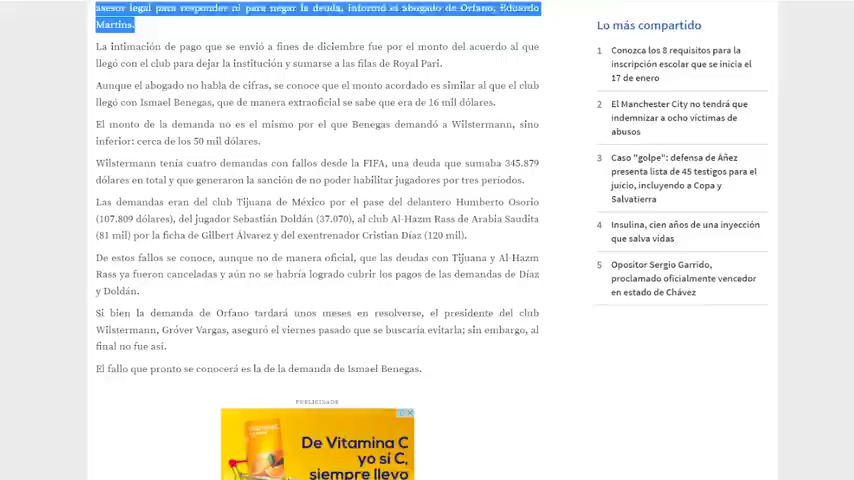 asesor legal para responder ni para negar la deuda, informó el abogado de Orfano, Eduardo
Martins.
La intimación de pago que se envió a fines de diciembre fue por el monto del acuerdo al que
llegó con el club para dejar la institución y sumarse a las filas de Royal Pari.
Aunque el abogado no habla de cifras, se conoce que el monto acordado es similar al que el club
llegó con Ismael Benegas, que de manera extraoficial se sabe que era de 16 mil dólares.
El monto de la demanda no es el mismo por el que Benegas demandó a Wilstermann, sino
inferior: cerca de los 50 mil dólares.
Wilstermann tenía cuatro demandas con fallos desde la FIFA, una deuda que sumaba 345.879
dólares en total y que generaron la sanción de no poder habilitar jugadores por tres períodos.
Las demandas eran del club Tijuana de México por el pase del delantero Humberto Osorio
(107.809 dólares), del jugador Sebastián Doldán (37.070), al club Al-Hazm Rass de Arabia Saudita
(81 mil) por la ficha de Gilbert Álvarez y del exentrenador Cristian Díaz (120 mil).
De estos fallos se conoce, aunque no de manera oficial, que las deudas con Tijuana y Al-Hazm
Rass ya fueron canceladas y aún no se habría logrado cubrir los pagos de las demandas de Díaz
y Doldán.
Si bien la demanda de Orfano tardará unos meses en resolverse, el presidente del club
Wilstermann, Gróver Vargas, aseguró el viernes pasado que se buscaría evitarla; sin embargo, al
final no fue así.
El fallo que pronto se conocerá es la de la demanda de Ismael Benegas.
PUBLICIDAD
De Vitamina C
yo sí C,
siempre llevo
Lo más compartido
1 Conozca los 8 requisitos para la
inscripción escolar que se inicia el
17 de enero
2 El Manchester City no tendrá que
indemnizar a ocho víctimas de
abusos
3 Caso "golpe": defensa de Áñez
presenta lista de 45 testigos para el
juicio, incluyendo a Copa y
Salvatierra
4 Insulina, cien años de una inyección
que salva vidas
5 Opositor Sergio Garrido,
proclamado oficialmente vencedor
en estado de Chávez